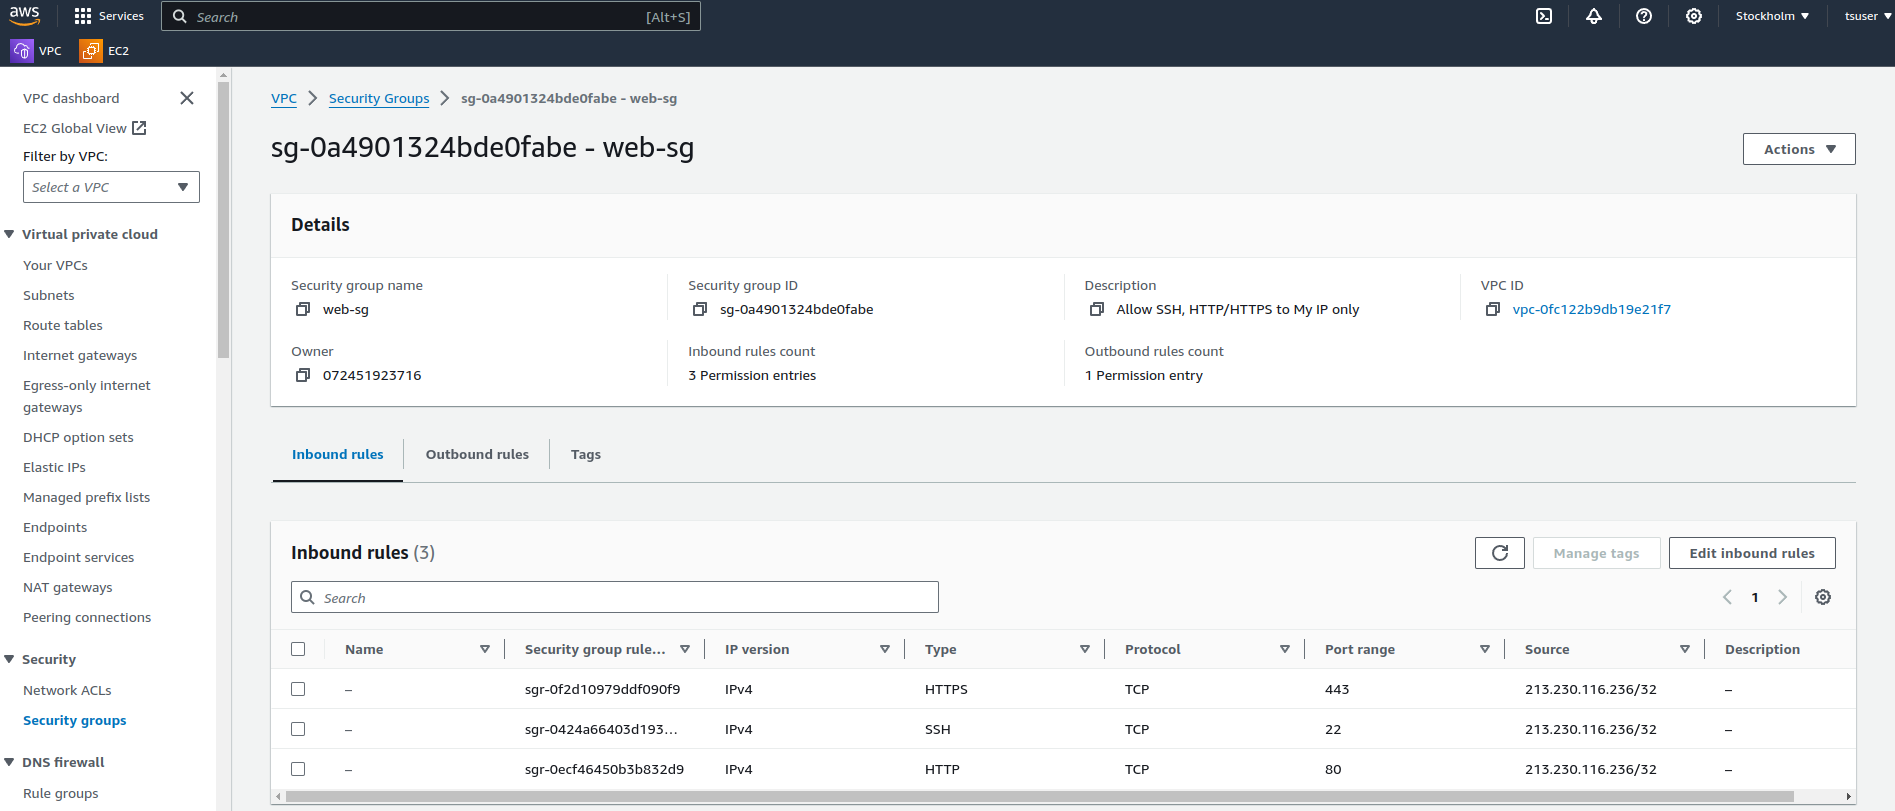 aws Services Search [Alt+S] Stockholm tsuser
VPC EC2
VPC dashboard
EC2 Global View
Filter by VPC:
Select a VPC
Virtual private cloud
Your VPCs
Subnets
Route tables
Internet gateways
Egress-only internet
gateways
DHCP option sets
Elastic IPs
Managed prefix lists
Endpoints
Endpoint services
NAT gateways
Peering connections
Security
Network ACLs
Security groups
DNS firewall
Rule groups
VPC Security Groups sg-0a4901324bde0fabe - web-sg
sg-0a4901324bde0fabe - web-sg
Actions
Details
Security group name Security group ID Description VPC ID
web-sg sg-0a4901324bde0fabe Allow SSH, HTTP/HTTPS to My IP only vpc-0fc122b9db19e21f7
Owner Inbound rules count Outbound rules count
072451923716 3 Permission entries 1 Permission entry
Inbound rules Outbound rules Tags
Inbound rules (3) Manage tags Edit inbound rules
Search 1
Name Security group rule... IP version Type Protocol Port range Source Description
– sgr-0f2d10979ddf090f9 IPv4 HTTPS TCP 443 213.230.116.236/32 –
– sgr-0424a66403d193... IPv4 SSH TCP 22 213.230.116.236/32 –
– sgr-0ecf46450b3b832d9 IPv4 HTTP TCP 80 213.230.116.236/32 –